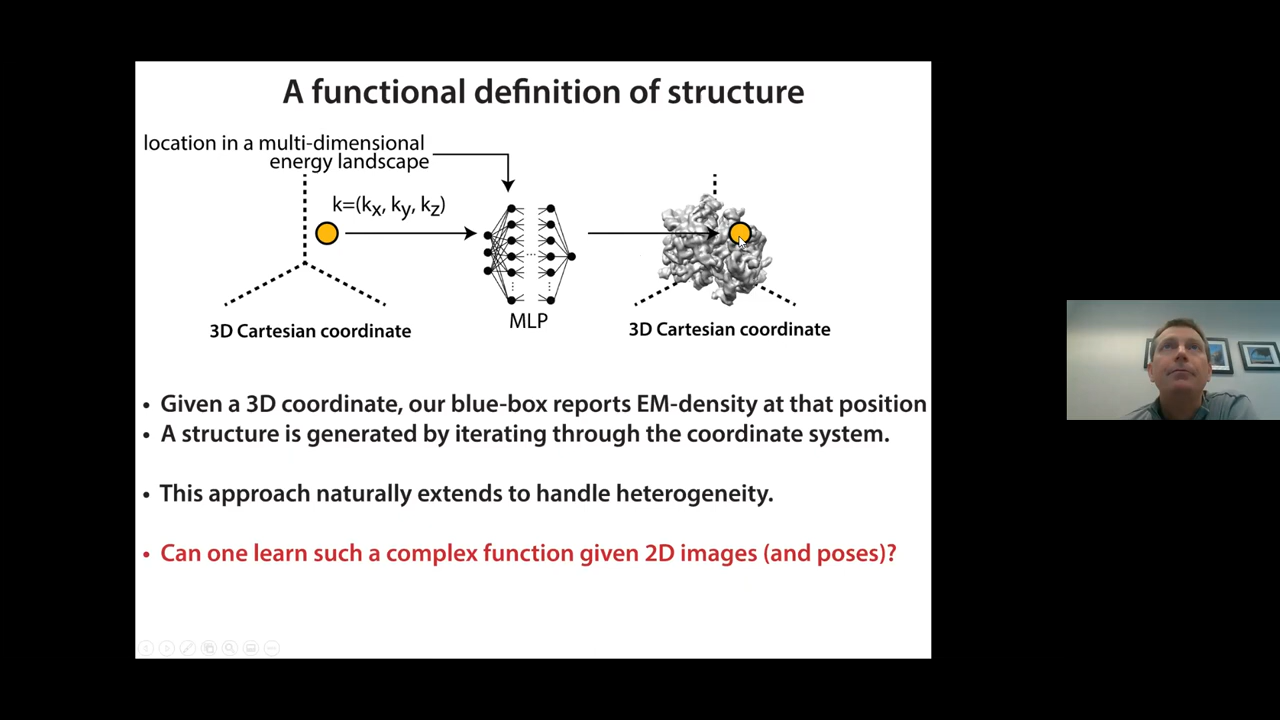 A functional definition of structure
location in a multi-dimensional
energy landscape
k=(kx, ky, kz)
MLP
3D Cartesian coordinate
3D Cartesian coordinate
• Given a 3D coordinate, our blue-box reports EM-density at that position
• A structure is generated by iterating through the coordinate system.
• This approach naturally extends to handle heterogeneity.
• Can one learn such a complex function given 2D images (and poses)?